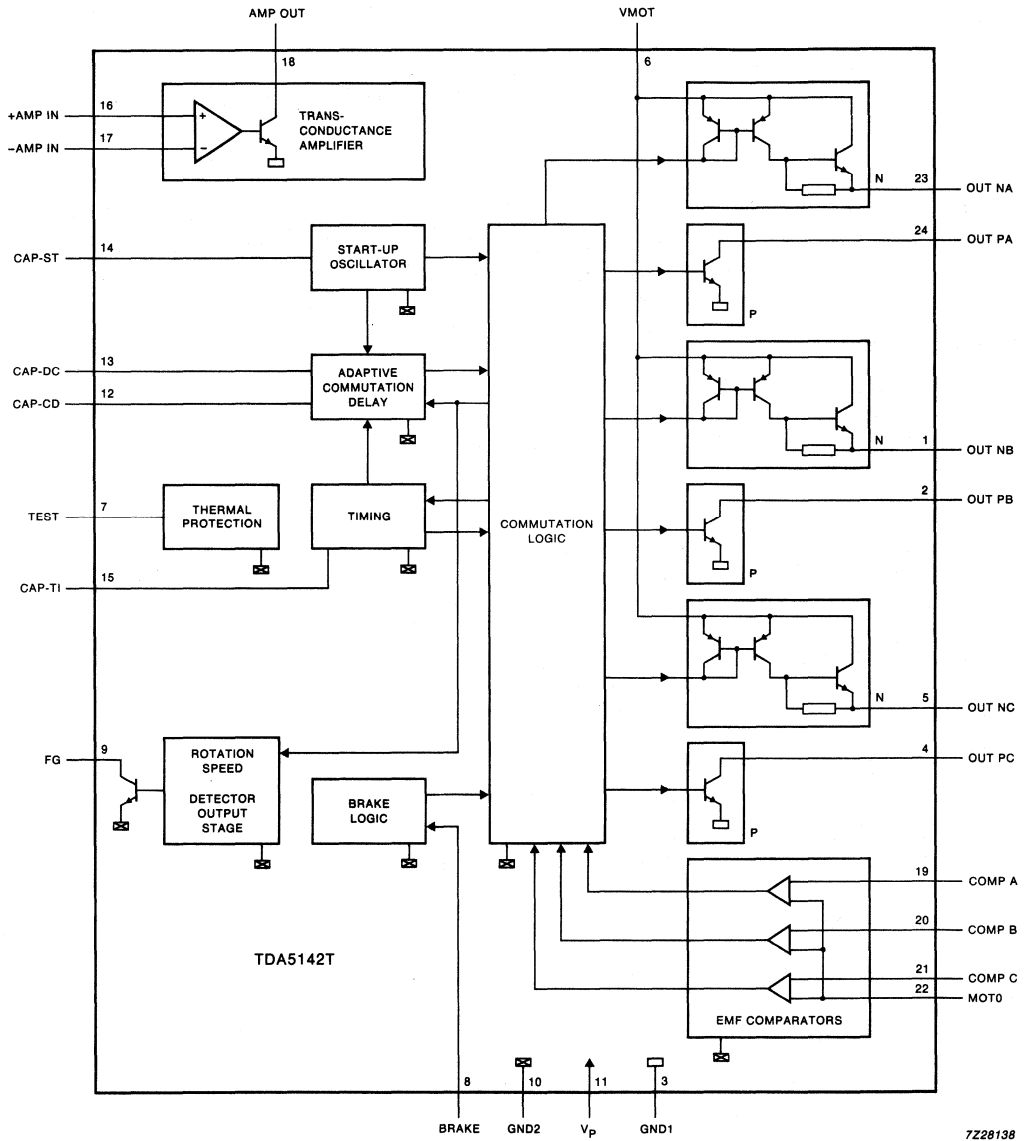 AMP OUT
VMOT
18
6
+AMP IN
16
+
TRANS-
CONDUCTANCE
AMPLIFIER
-AMP IN
17
−
N
23
OUT NA
24
OUT PA
P
CAP-ST
14
START-UP
OSCILLATOR
CAP-DC
13
CAP-CD
12
ADAPTIVE
COMMUTATION
DELAY
N
1
OUT NB
2
OUT PB
P
TEST
7
THERMAL
PROTECTION
TIMING
COMMUTATION
LOGIC
CAP-TI
15
N
5
OUT NC
4
OUT PC
P
FG
9
ROTATION
SPEED
DETECTOR
OUTPUT
STAGE
BRAKE
LOGIC
19
COMP A
20
COMP B
21
COMP C
22
MOT0
EMF COMPARATORS
TDA5142T
8
10
11
3
BRAKE
GND2
VP
GND1
7Z28138